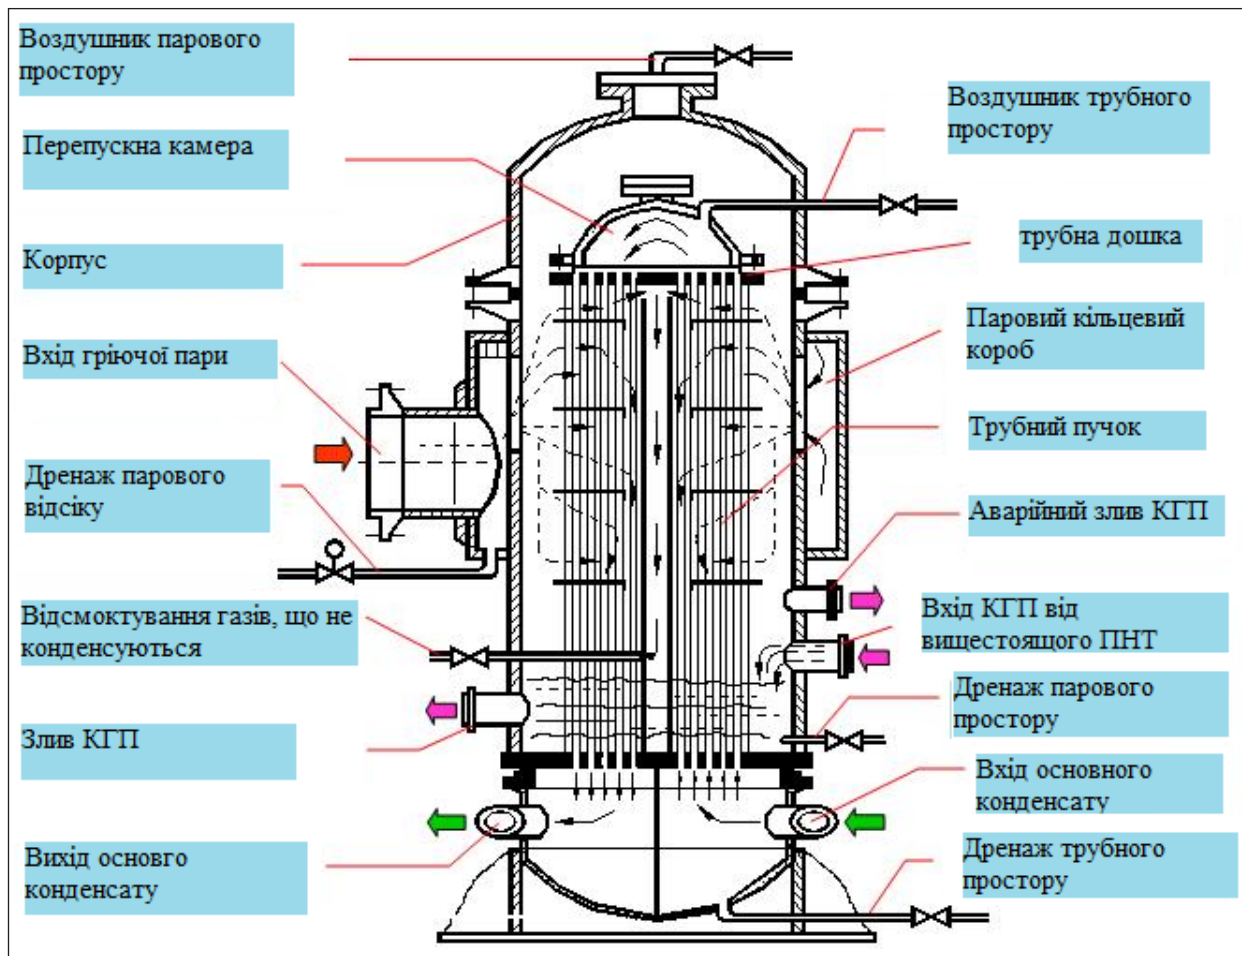 Воздушник парового
простору
Перепускна камера
Корпус
Вхід гріючої пари
Дренаж парового
відсіку
Відсмоктування газів, що не
конденсуються
Злив КГП
Вихід основго
конденсату
Воздушник трубного
простору
трубна дошка
Паровий кільцевий
короб
Трубний пучок
Аварійний злив КГП
Вхід КГП від
вищестоящого ПНТ
Дренаж парового
простору
Вхід основного
конденсату
Дренаж трубного
простору